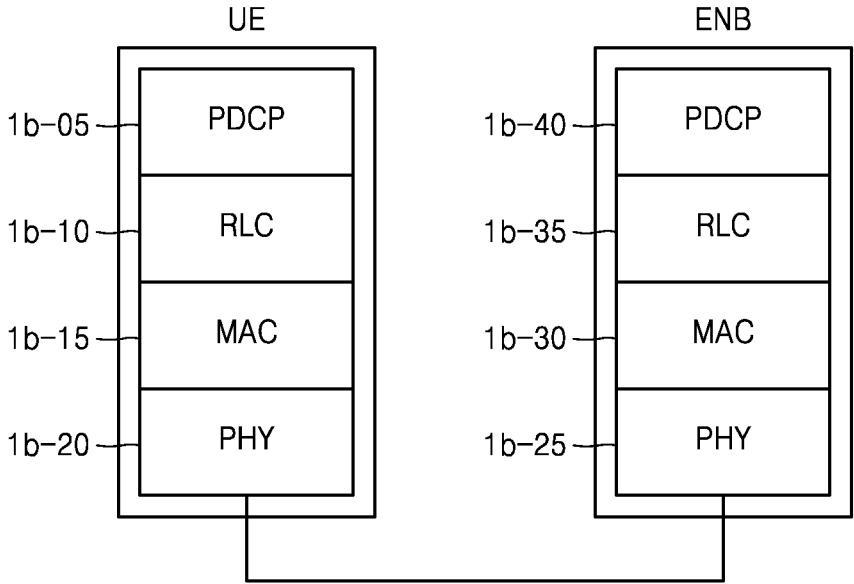 UE
ENB
1b-05
PDCP
1b-40
PDCP
1b-10
RLC
1b-35
RLC
1b-15
MAC
1b-30
MAC
1b-20
PHY
1b-25
PHY